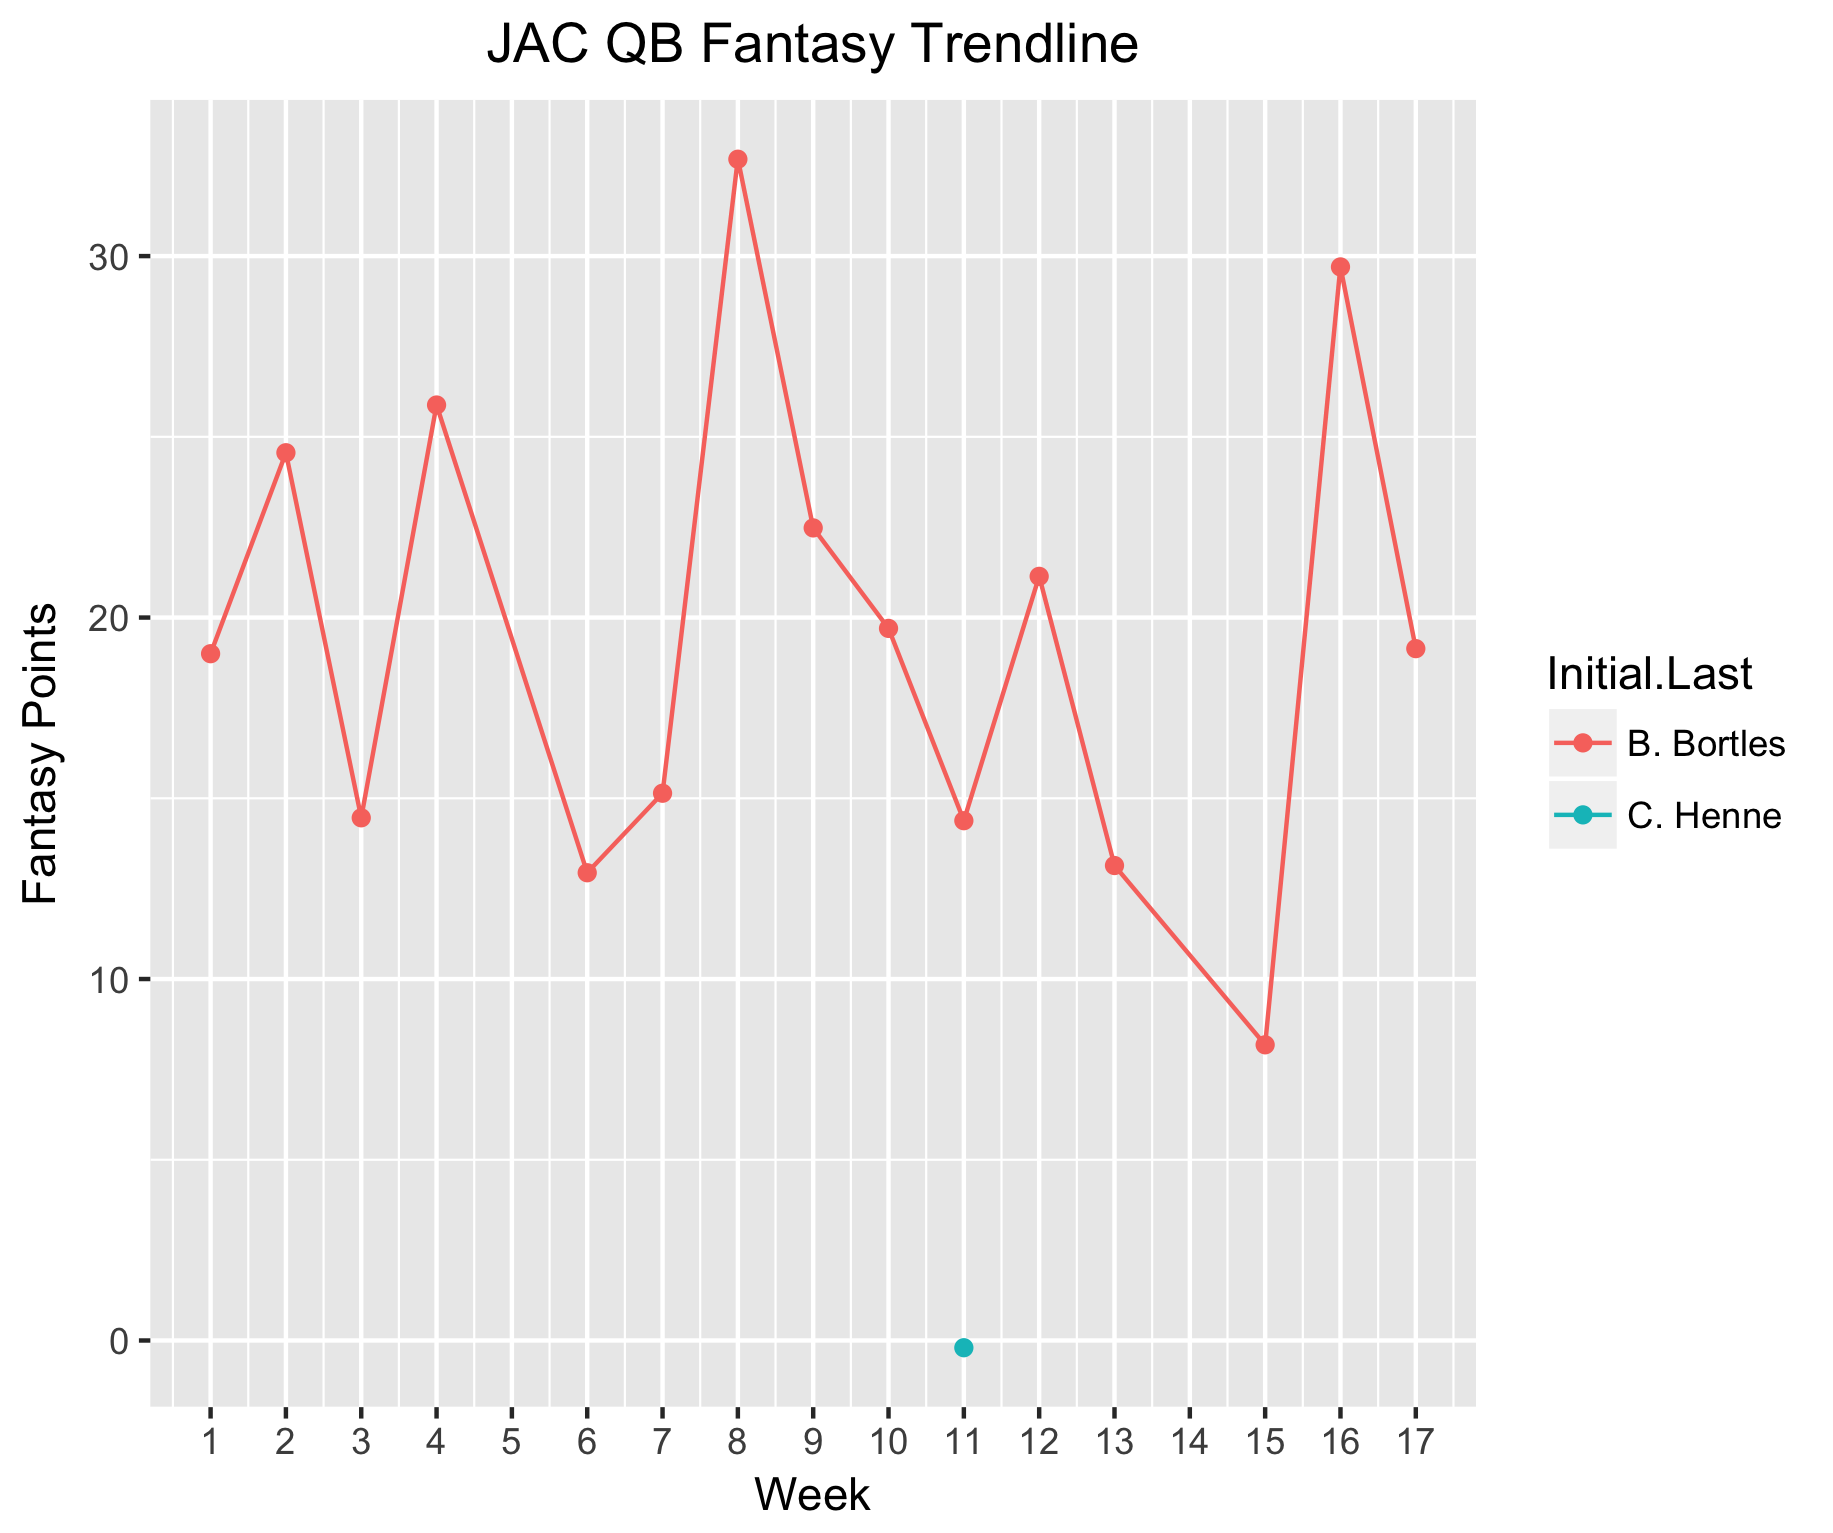 JAC QB Fantasy Trendline
Fantasy Points
30
20
10
0
1 2 3 4 5 6 7 8 9 10 11 12 13 14 15 16 17
Week
Initial.Last
B. Bortles
C. Henne